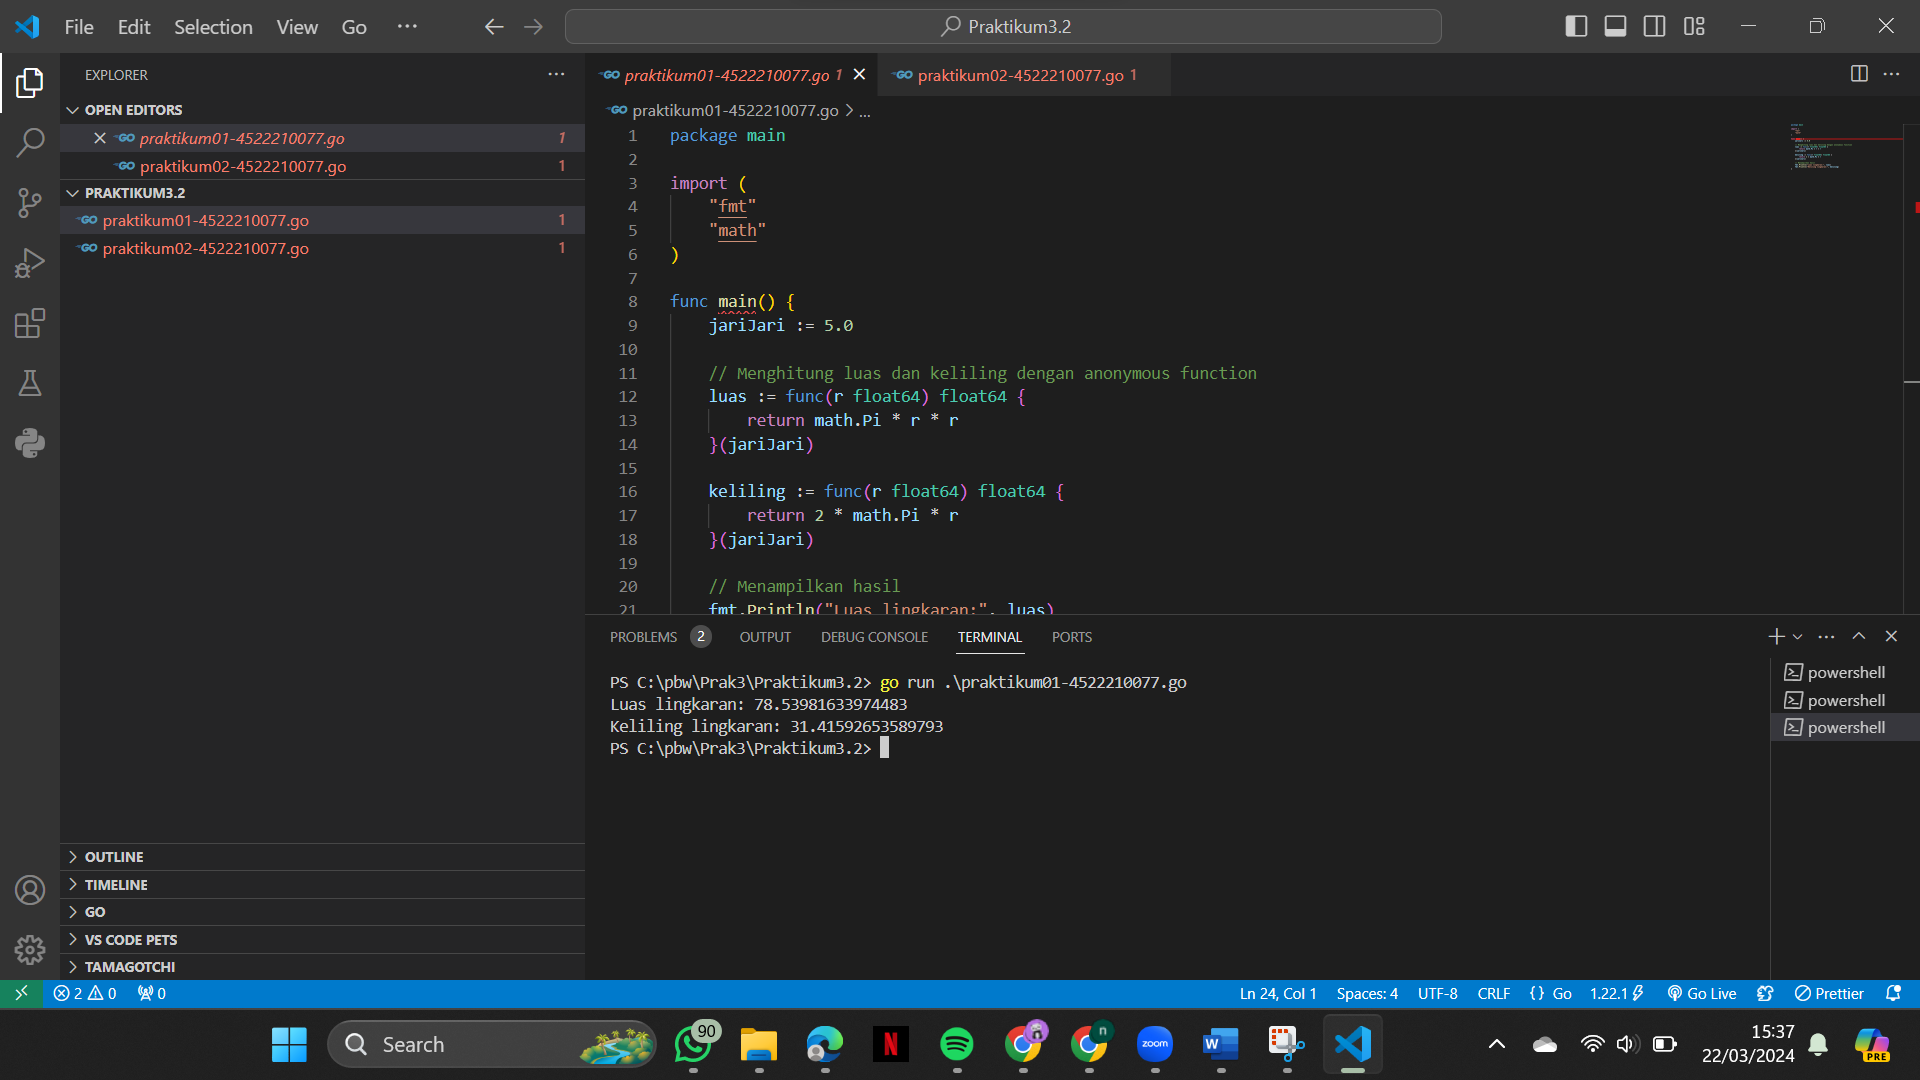 File Edit Selection View Go ··· Praktikum3.2
EXPLORER
OPEN EDITORS
praktikum01-4522210077.go 1
praktikum02-4522210077.go 1
PRAKTIKUM3.2
praktikum01-4522210077.go 1
praktikum02-4522210077.go 1
OUTLINE
TIMELINE
GO
VS CODE PETS
TAMAGOTCHI
GO praktikum01-4522210077.go 1
GO praktikum02-4522210077.go 1
GO praktikum01-4522210077.go > ...
1 package main
2
3 import (
4 "fmt"
5 "math"
6 )
7
8 func main() {
9 jariJari := 5.0
10
11 // Menghitung luas dan keliling dengan anonymous function
12 luas := func(r float64) float64 {
13 return math.Pi * r * r
14 }(jariJari)
15
16 keliling := func(r float64) float64 {
17 return 2 * math.Pi * r
18 }(jariJari)
19
20 // Menampilkan hasil
21 fmt.Println("Luas lingkaran:", luas)
PROBLEMS 2 OUTPUT DEBUG CONSOLE TERMINAL PORTS
PS C:\pbw\Prak3\Praktikum3.2> go run .\praktikum01-4522210077.go
Luas lingkaran: 78.53981633974483
Keliling lingkaran: 31.41592653589793
PS C:\pbw\Prak3\Praktikum3.2>
powershell
powershell
powershell
2 0 0 Ln 24, Col 1 Spaces: 4 UTF-8 CRLF {} Go 1.22.1 Go Live Prettier
Search 90 N n zoom W 15:37 PRE
22/03/2024